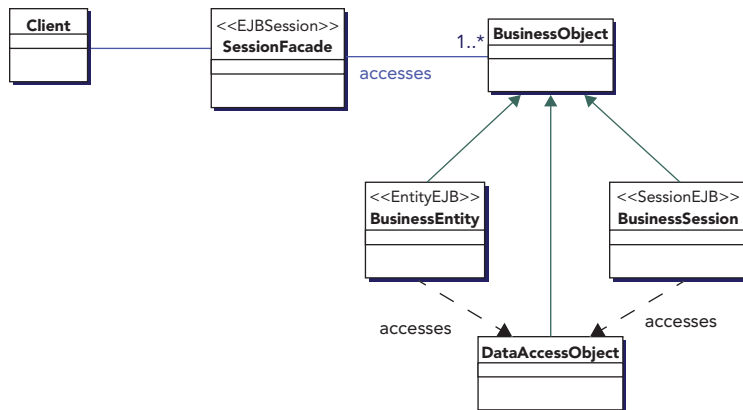 Client
<<EJBSession>>
SessionFacade
accesses
1..*
BusinessObject
<<EntityEJB>>
BusinessEntity
<<SessionEJB>>
BusinessSession
accesses
accesses
DataAccessObject